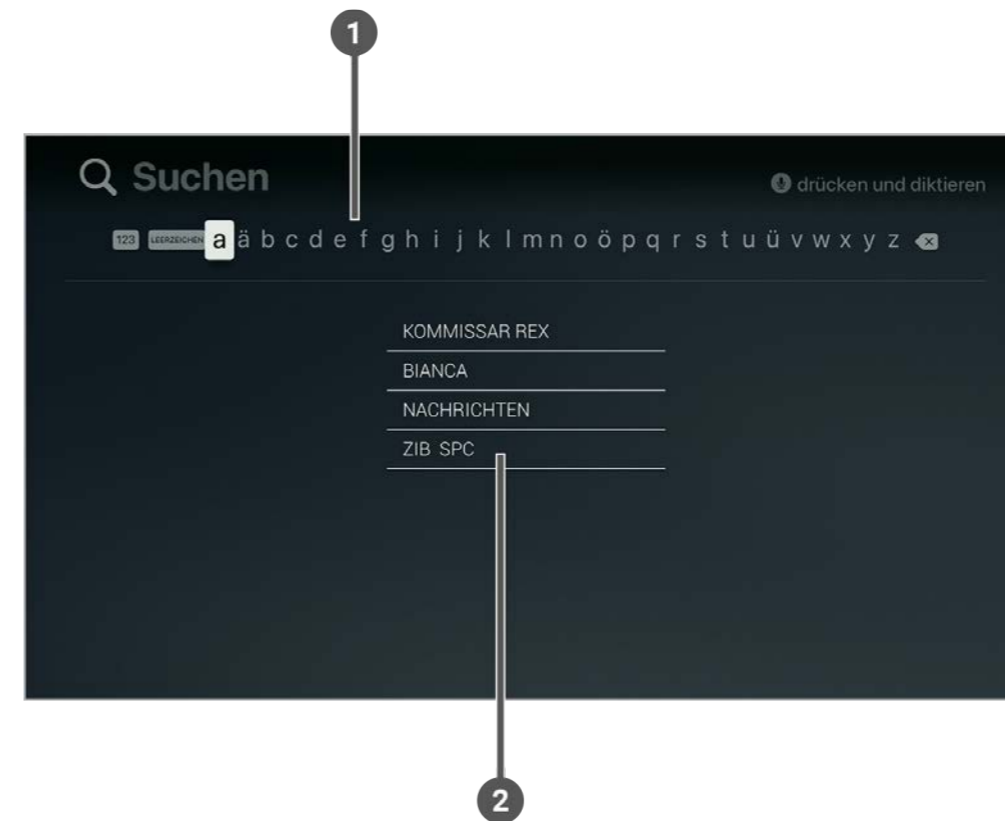 1
Suchen
drücken und diktieren
123 LEERZEICHEN a ä b c d e f g h i j k l m n o ö p q r s t u ü v w x y z
KOMMISSAR REX
BIANCA
NACHRICHTEN
ZIB SPC
2